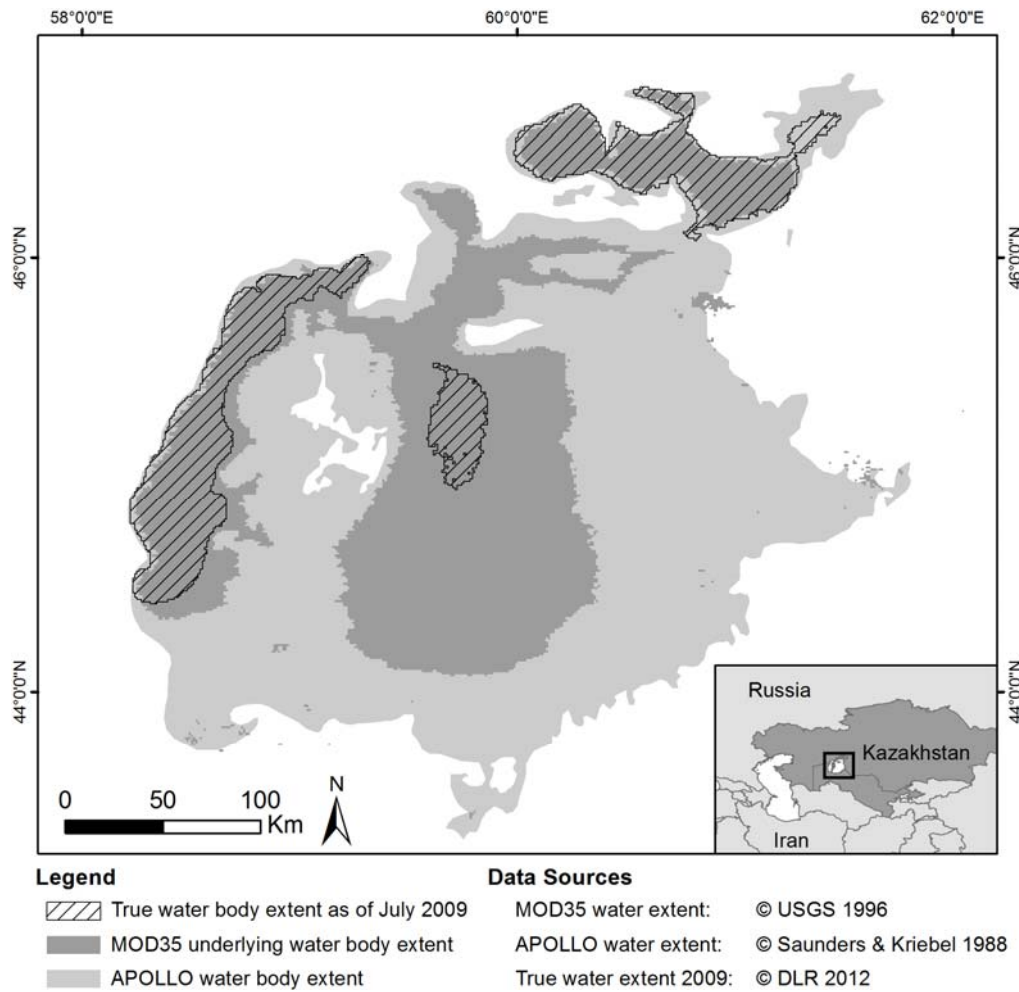 58°0'0"E 60°0'0"E 62°0'0"E
46°0'0"N 46°0'0"N
44°0'0"N 44°0'0"N
Russia
Kazakhstan
Iran
N
0 50 100
Km
Legend
True water body extent as of July 2009
MOD35 underlying water body extent
APOLLO water body extent
Data Sources
MOD35 water extent: © USGS 1996
APOLLO water extent: © Saunders & Kriebel 1988
True water extent 2009: © DLR 2012